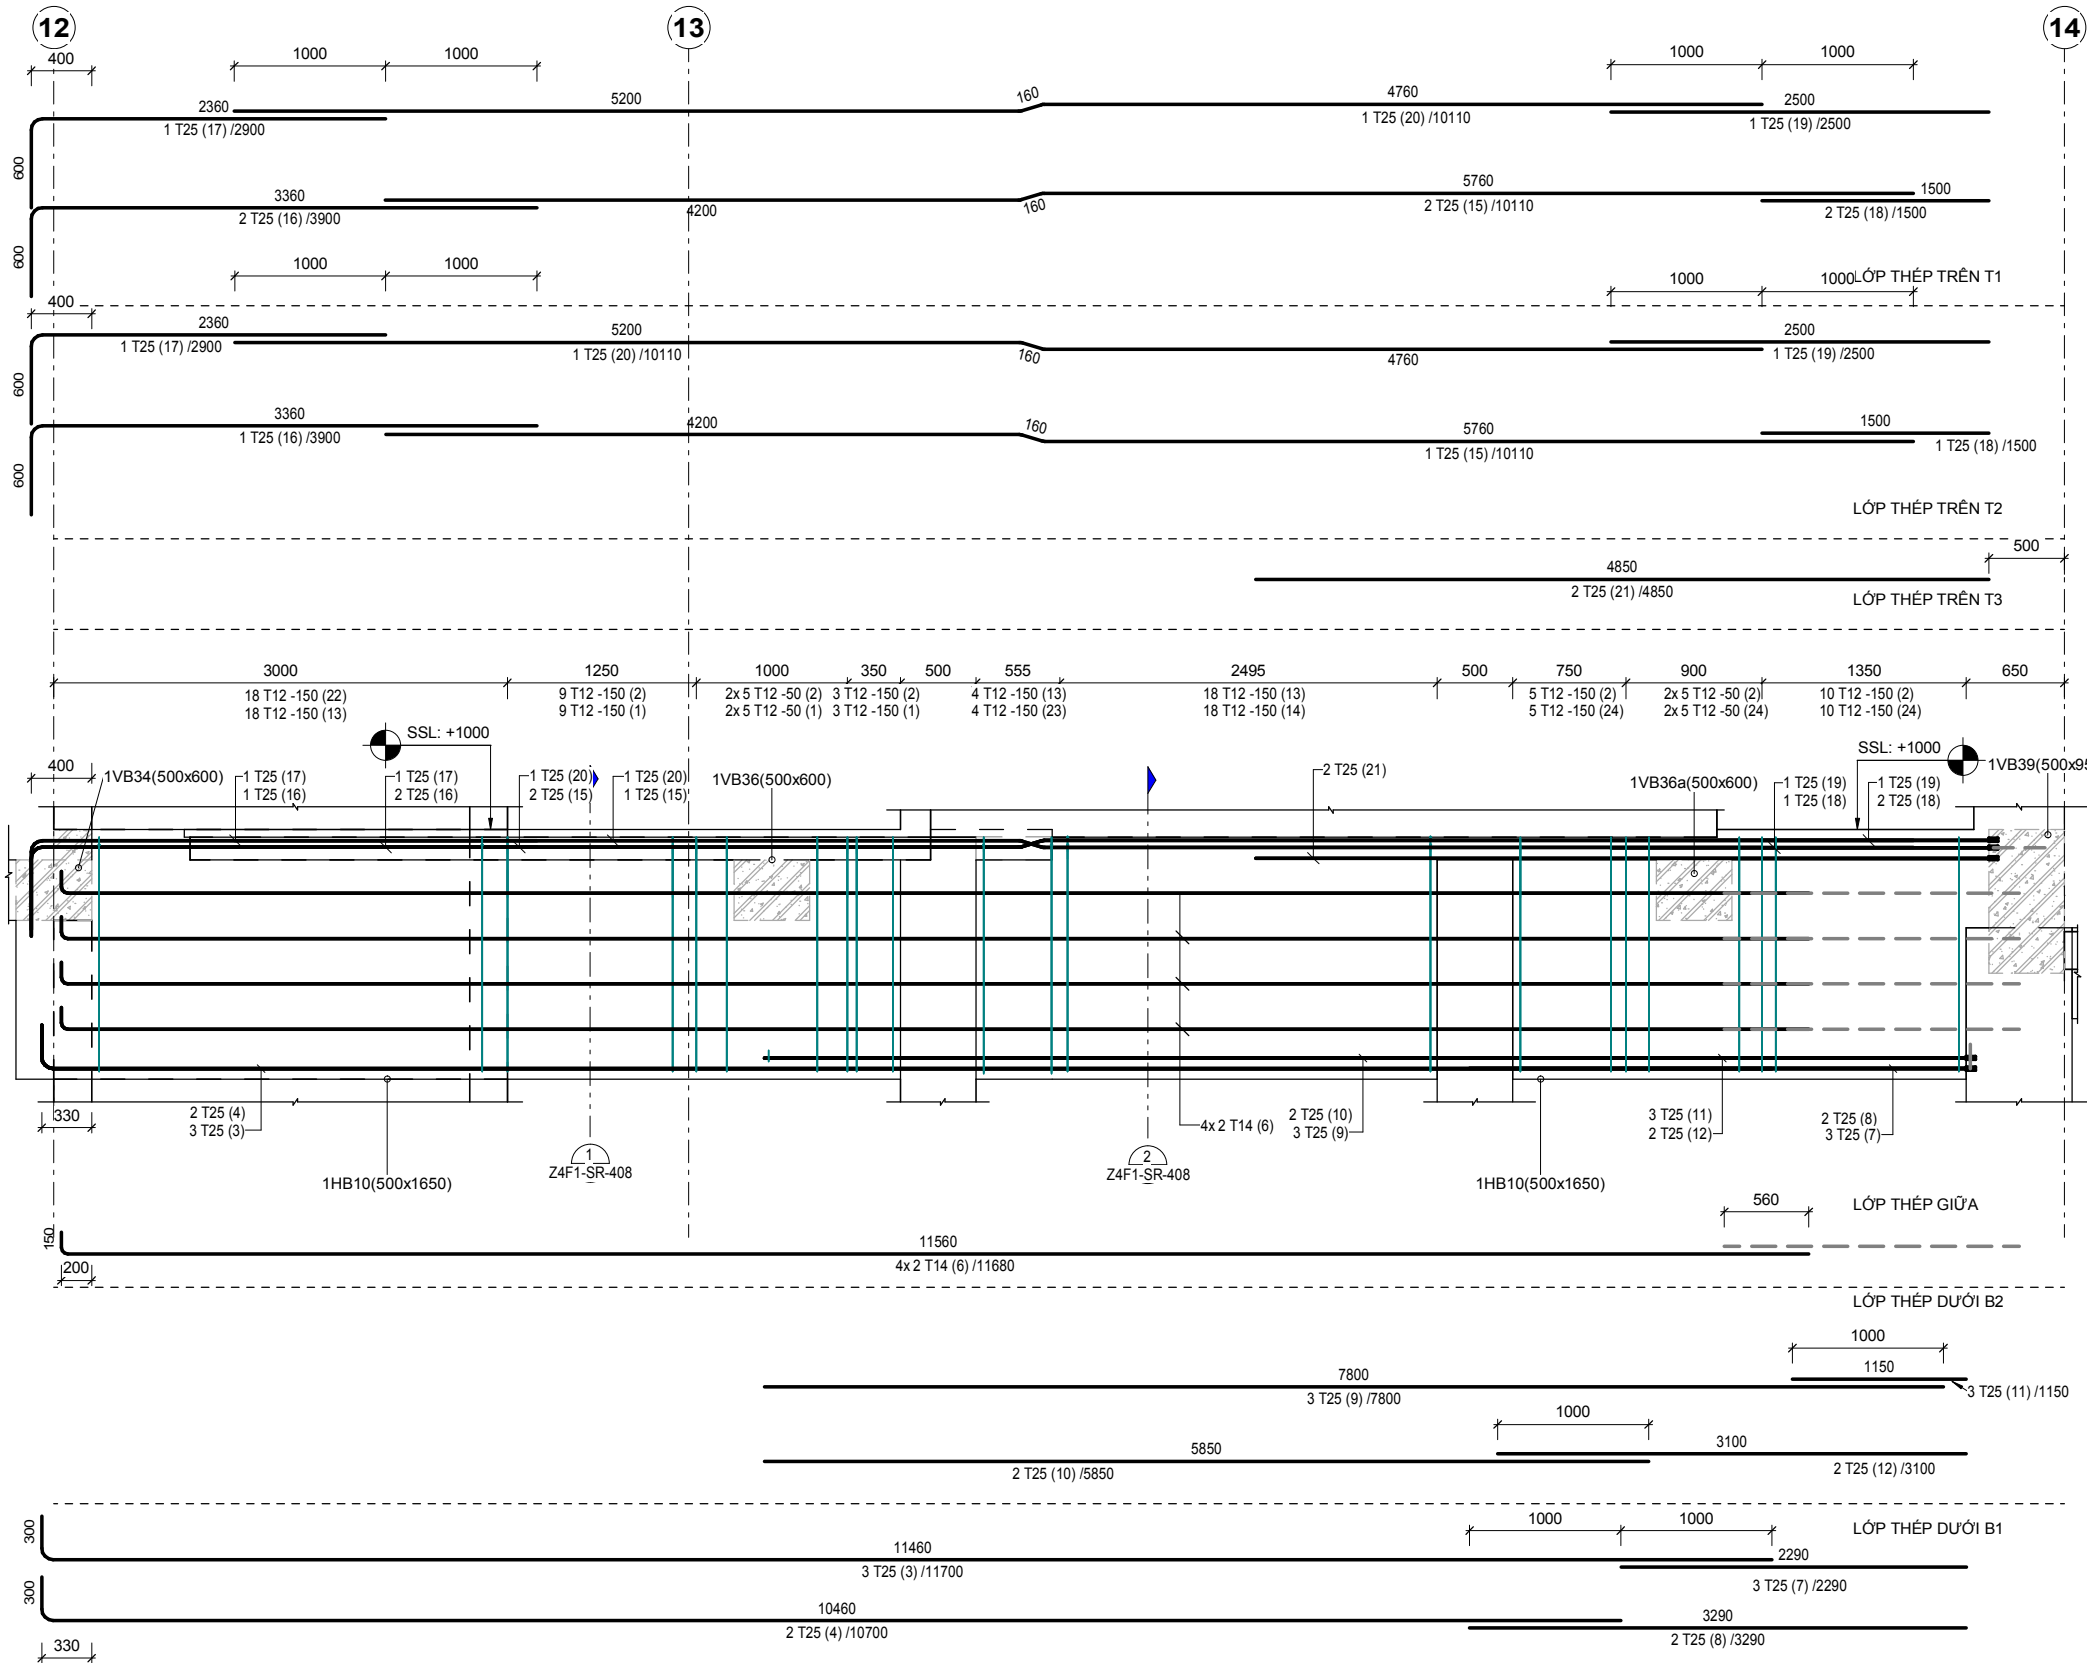 12
13
14
400
1000
1000
1000
1000
2360
5200
160
4760
2500
1 T25 (17) /2900
1 T25 (20) /10110
1 T25 (19) /2500
600
3360
4200
160
5760
1500
2 T25 (16) /3900
2 T25 (15) /10110
2 T25 (18) /1500
600
1000
1000
1000
1000
LỚP THÉP TRÊN T1
400
2360
5200
160
4760
2500
1 T25 (17) /2900
1 T25 (20) /10110
1 T25 (19) /2500
600
3360
4200
160
5760
1500
1 T25 (16) /3900
1 T25 (15) /10110
1 T25 (18) /1500
600
LỚP THÉP TRÊN T2
500
4850
2 T25 (21) /4850
LỚP THÉP TRÊN T3
3000
1250
1000
350
500
555
2495
500
750
900
1350
650
18 T12 -150 (22)
9 T12 -150 (2)
2x 5 T12 -50 (2)
3 T12 -150 (2)
4 T12 -150 (13)
18 T12 -150 (13)
5 T12 -150 (2)
2x 5 T12 -50 (2)
10 T12 -150 (2)
18 T12 -150 (13)
9 T12 -150 (1)
2x 5 T12 -50 (1)
3 T12 -150 (1)
4 T12 -150 (23)
18 T12 -150 (14)
5 T12 -150 (24)
2x 5 T12 -50 (24)
10 T12 -150 (24)
SSL: +1000
SSL: +1000
400
1VB34(500x600)
1 T25 (17)
1 T25 (16)
1 T25 (17)
2 T25 (16)
1 T25 (20)
2 T25 (15)
1 T25 (20)
1 T25 (15)
1VB36(500x600)
2 T25 (21)
1VB36a(500x600)
1 T25 (19)
1 T25 (18)
1 T25 (19)
2 T25 (18)
330
2 T25 (4)
3 T25 (3)
4x 2 T14 (6)
2 T25 (10)
3 T25 (9)
3 T25 (11)
2 T25 (12)
2 T25 (8)
3 T25 (7)
1
Z4F1-SR-408
2
Z4F1-SR-408
1HB10(500x1650)
1HB10(500x1650)
560
LỚP THÉP GIỮA
150
11560
4x 2 T14 (6) /11680
200
LỚP THÉP DƯỚI B2
1000
7800
1150
3 T25 (9) /7800
3 T25 (11) /1150
1000
5850
3100
2 T25 (10) /5850
2 T25 (12) /3100
300
1000
1000
LỚP THÉP DƯỚI B1
11460
2290
3 T25 (3) /11700
3 T25 (7) /2290
300
10460
3290
2 T25 (4) /10700
2 T25 (8) /3290
330